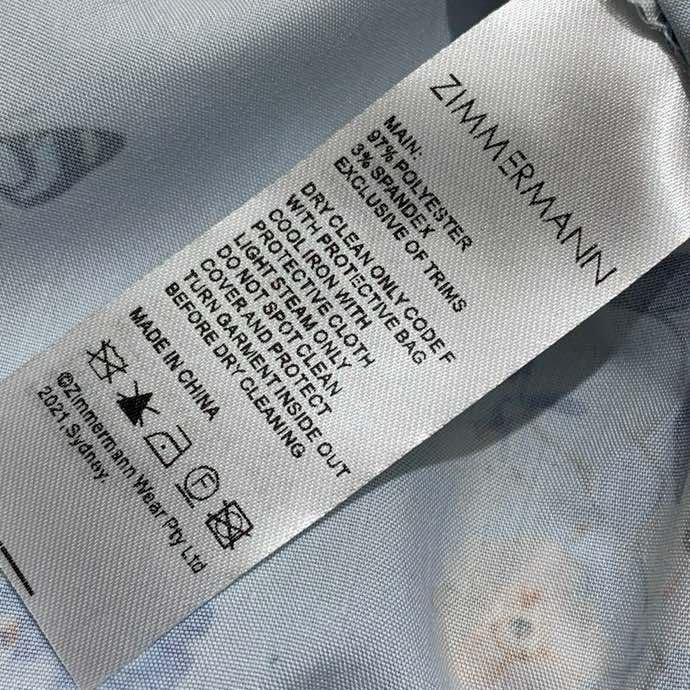 ZIMMERMANN
MAIN:
97% POLYESTER
3% SPANDEX
EXCLUSIVE OF TRIMS
DRY CLEAN ONLY CODE F
WITH PROTECTIVE BAG
COOL IRON WITH
PROTECTIVE CLOTH
LIGHT STEAM ONLY
DO NOT SPOT CLEAN
COVER AND PROTECT
TURN GARMENT INSIDE OUT
BEFORE DRY CLEANING
MADE IN CHINA
F
©Zimmermann Wear Pty Ltd
2021,Sydney.